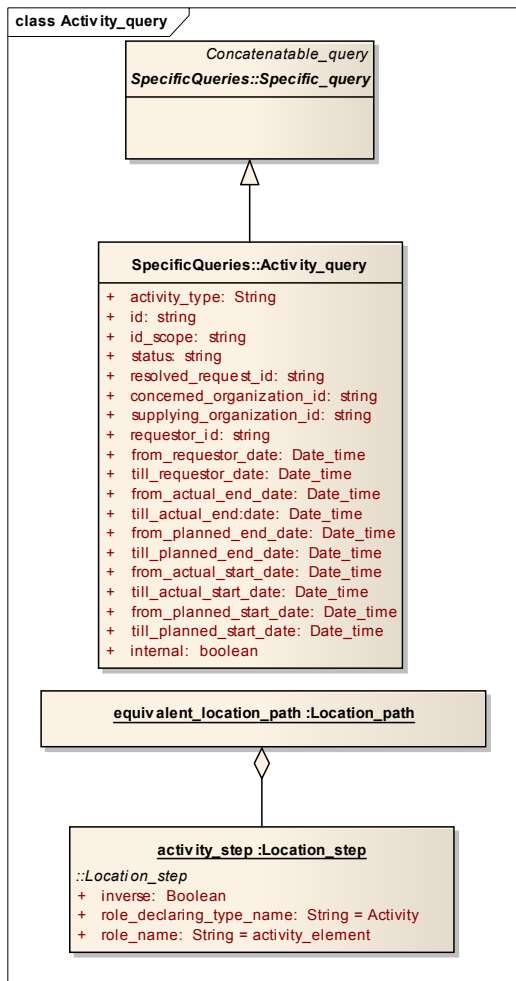 class Activity_query
Concatenatable_query
SpecificQueries::Specific_query
SpecificQueries::Activity_query
+ activity_type: String
+ id: string
+ id_scope: string
+ status: string
+ resolved_request_id: string
+ concerned_organization_id: string
+ supplying_organization_id: string
+ requestor_id: string
+ from_requestor_date: Date_time
+ till_requestor_date: Date_time
+ from_actual_end_date: Date_time
+ till_actual_end:date: Date_time
+ from_planned_end_date: Date_time
+ till_planned_end_date: Date_time
+ from_actual_start_date: Date_time
+ till_actual_start_date: Date_time
+ from_planned_start_date: Date_time
+ till_planned_start_date: Date_time
+ internal: boolean
equivalent_location_path :Location_path
activity_step :Location_step
::Location_step
+ inverse: Boolean
+ role_declaring_type_name: String = Activity
+ role_name: String = activity_element